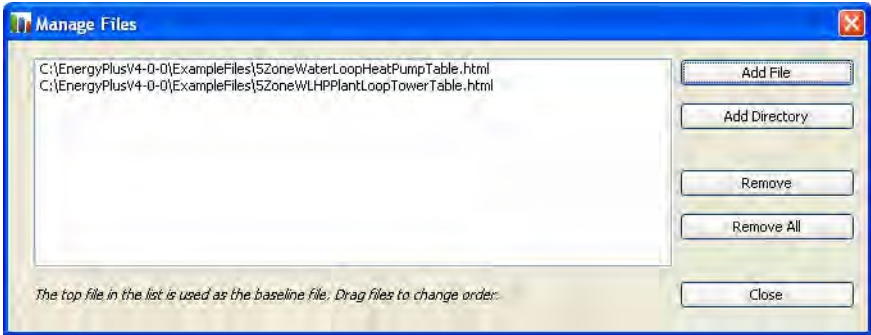 Manage Files
C:\EnergyPlusV4-0-0\ExampleFiles\5ZoneWaterLoopHeatPumpTable.html
C:\EnergyPlusV4-0-0\ExampleFiles\5ZoneWLHPPlantLoopTowerTable.html
Add File
Add Directory
Remove
Remove All
The top file in the list is used as the baseline file. Drag files to change order.
Close